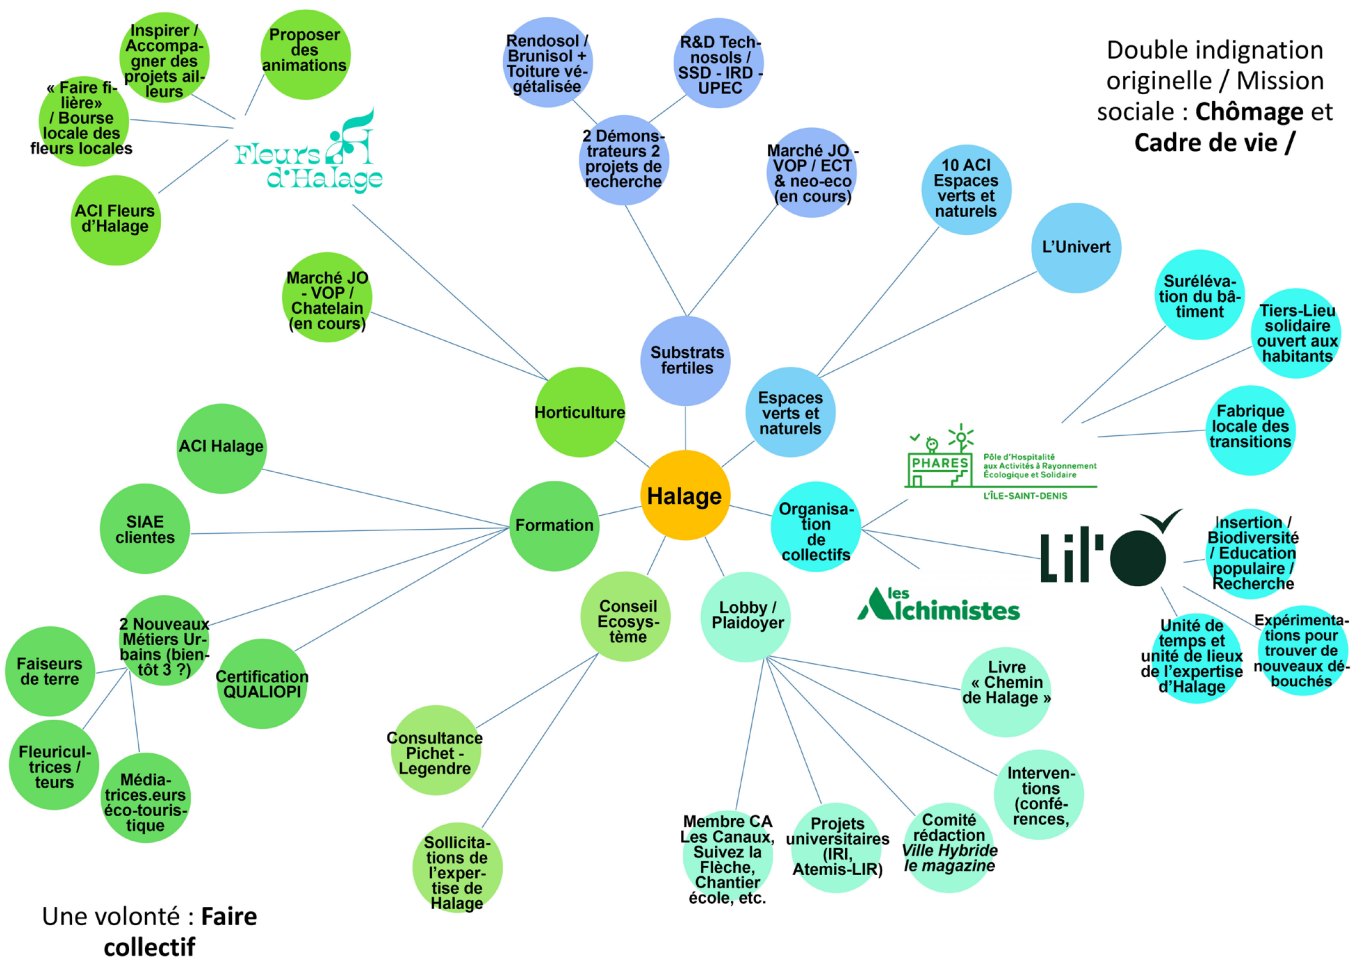 Inspirer /
Accompa-
gner des
projets ail-
leurs
Proposer
des
animations
« Faire fi-
lière»
/ Bourse
locale des
fleurs locales
ACI Fleurs
d'Halage
Fleurs
d'Halage
Marché JO
- VOP /
Chatelain
(en cours)
Horticulture
Rendosol /
Brunisol +
Toiture vé-
gétalisée
R&D Tech-
nosols /
SSD - IRD -
UPEC
2 Démons-
trateurs 2
projets de
recherche
Marché JO -
VOP / ECT
& neo-eco
(en cours)
Substrats
fertiles
10 ACI
Espaces
verts et
naturels
L'Univert
Espaces
verts et
naturels
Double indignation
originelle / Mission
sociale : Chômage et
Cadre de vie /
Suréléva-
tion du bâ-
timent
Tiers-Lieu
solidaire
ouvert aux
habitants
Fabrique
locale des
transitions
PHARES
Pôle d'Hospitalité
aux Activités à Rayonnement
Écologique et Solidaire
L'ÎLE-SAINT-DENIS
Halage
Organisa-
tion
de
collectifs
Lil'Ô
Insertion /
Biodiversité
/ Education
populaire /
Recherche
Unité de
temps et
unité de lieux
de l'expertise
d'Halage
Expérimenta-
tions pour
trouver de
nouveaux dé-
bouchés
les
Alchimistes
ACI Halage
SIAE
clientes
Formation
2 Nouveaux
Métiers Ur-
bains (bien-
tôt 3 ?)
Certification
QUALIOPI
Faiseurs
de terre
Fleuricul-
trices /
teurs
Média-
trices.eurs
éco-touris-
tique
Conseil
Ecosys-
tème
Consultance
Pichet -
Legendre
Sollicita-
tions de
l'exper-
tise de
Halage
Lobby /
Plaidoyer
Livre
« Chemin
de Halage »
Interven-
tions
(confé-
rences,
Comité
rédaction
Ville Hybride
le magazine
Projets
universitaires
(IRI,
Atemis-LIR)
Membre CA
Les Canaux,
Suivez la
Flèche,
Chantier
école, etc.
Une volonté : Faire
collectif